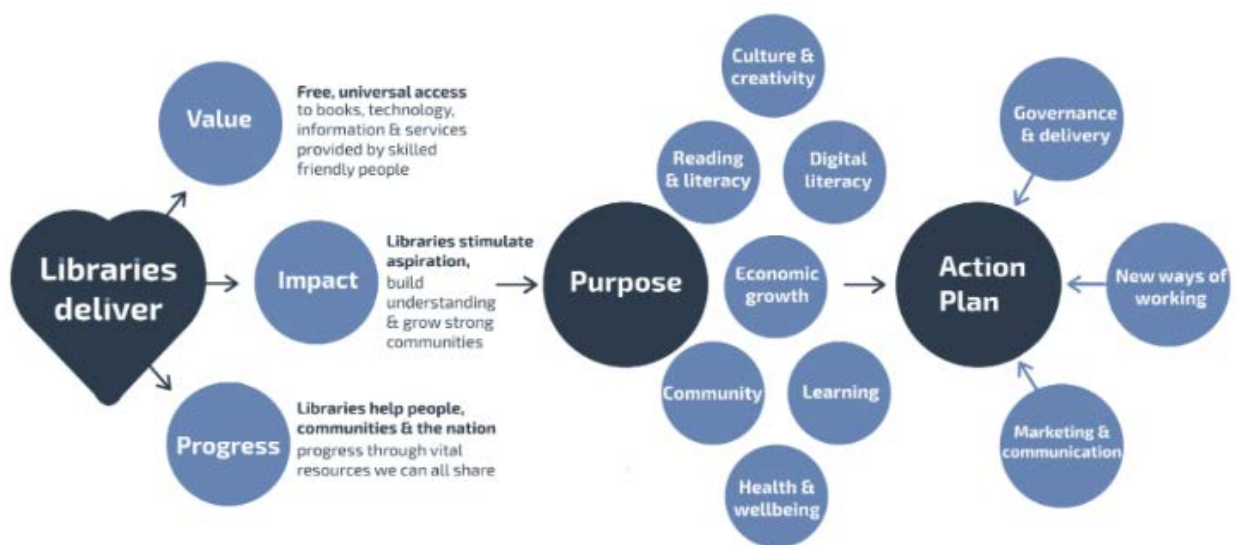 Libraries
deliver
Value
Free, universal access
to books, technology,
information & services
provided by skilled
friendly people
Impact
Libraries stimulate
aspiration,
build
understanding
& grow strong
communities
Progress
Libraries help people,
communities & the nation
progress through vital
resources we can all share
Purpose
Culture &
creativity
Reading
& literacy
Digital
literacy
Economic
growth
Community
Learning
Health &
wellbeing
Action
Plan
Governance
& delivery
New ways of
working
Marketing &
communication